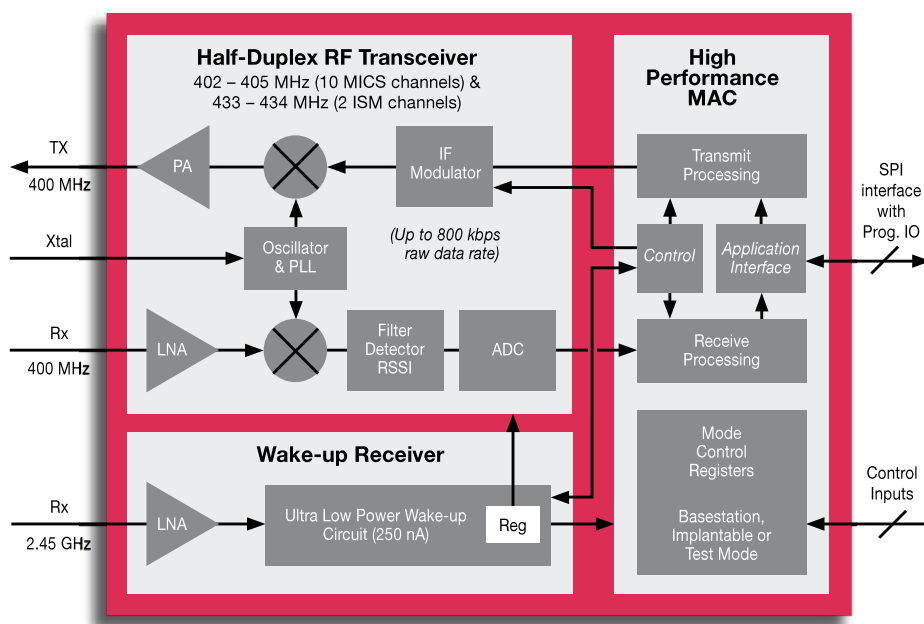 Half-Duplex RF Transceiver
402 – 405 MHz (10 MICS channels) &
433 – 434 MHz (2 ISM channels)
High
Performance
MAC
TX
400 MHz
PA
IF
Modulator
Transmit
Processing
SPI
interface
with
Prog. IO
Xtal
Oscillator
& PLL
(Up to 800 kbps
raw data rate)
Control
Application
Interface
Rx
400 MHz
LNA
Filter
Detector
RSSI
ADC
Receive
Processing
Wake-up Receiver
Rx
2.45 GHz
LNA
Ultra Low Power Wake-up
Circuit (250 nA)
Reg
Mode
Control
Registers
Basestation,
Implantable or
Test Mode
Control
Inputs